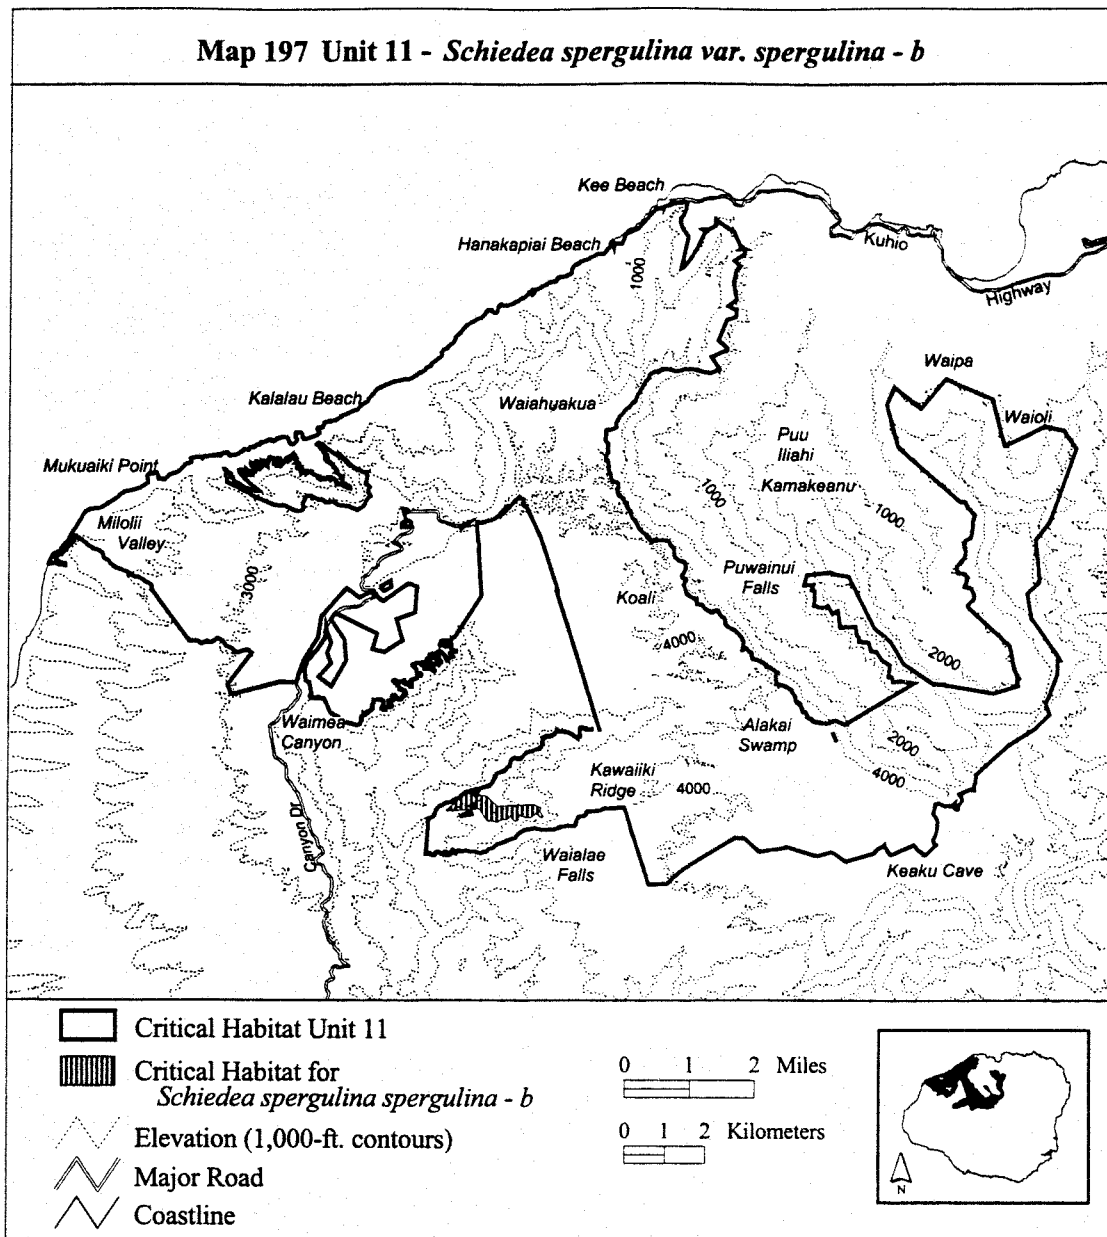 Map 197 Unit 11 - Schiedea spergulina var. spergulina - b
Kee Beach
Hanakapiai Beach
Kuhio
Highway
1000
Waipa
Kalalau Beach
Waiahuakua
Waioli
Puu
Iliahi
Mukuaiki Point
Kamakeanu
1000
1000
Milolii
Valley
3000
Puwainui
Falls
Koali
4000
2000
Waimea
Canyon
Alakai
Swamp
2000
Kawaiiki
Ridge
4000
4000
Canyon Dr
Waialae
Falls
Keaku Cave
Critical Habitat Unit 11
Critical Habitat for
Schiedea spergulina spergulina - b
Elevation (1,000-ft. contours)
Major Road
Coastline
0 1 2 Miles
0 1 2 Kilometers
N